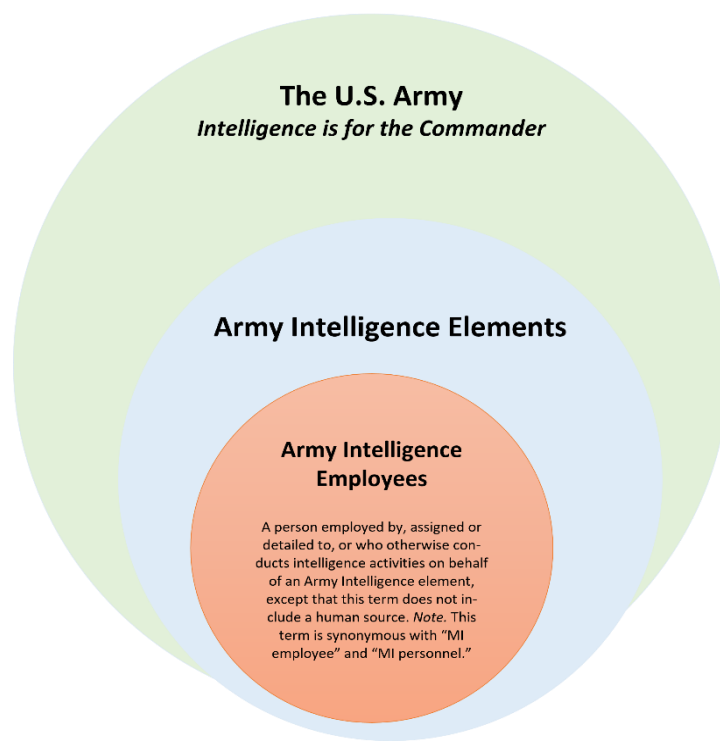 The U.S. Army
Intelligence is for the Commander
Army Intelligence Elements
Army Intelligence
Employees
A person employed by, assigned or
detailed to, or who otherwise con-
ducts intelligence activities on behalf
of an Army Intelligence element,
except that this term does not in-
clude a human source. Note. This
term is synonymous with “MI
employee” and “MI personnel.”